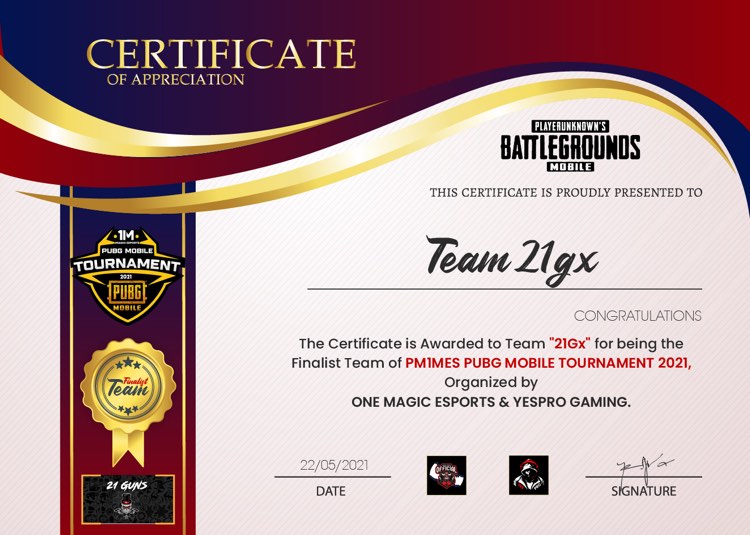 CERTIFICATE
OF APPRECIATION
PLAYERUNKNOWN'S
BATTLEGROUNDS
MOBILE
THIS CERTIFICATE IS PROUDLY PRESENTED TO
1M
PUBG MOBILE
TOURNAMENT
2021
PUBG
MOBILE
Team 21gx
CONGRATULATIONS
The Certificate is Awarded to Team "21Gx" for being the
Finalist Team of PM1MES PUBG MOBILE TOURNAMENT 2021,
Organized by
ONE MAGIC ESPORTS & YESPRO GAMING.
Finalist
Team
21 GUNS
22/05/2021
DATE
OFFICIAL
SIGNATURE